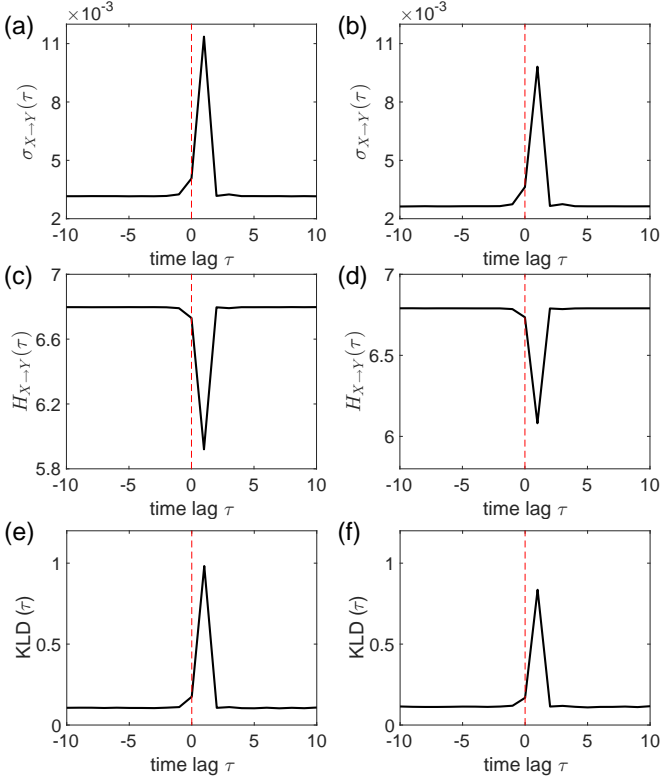 (a)
×10⁻³
11
8
5
2
σ_{X→Y}(τ)
-10 -5 0 5 10
time lag τ
(b)
×10⁻³
11
8
5
2
σ_{X→Y}(τ)
-10 -5 0 5 10
time lag τ
(c)
7
6.6
6.2
5.8
H_{X→Y}(τ)
-10 -5 0 5 10
time lag τ
(d)
7
6.5
6
H_{X→Y}(τ)
-10 -5 0 5 10
time lag τ
(e)
1
0.5
0
KLD (τ)
-10 -5 0 5 10
time lag τ
(f)
1
0.5
0
KLD (τ)
-10 -5 0 5 10
time lag τ